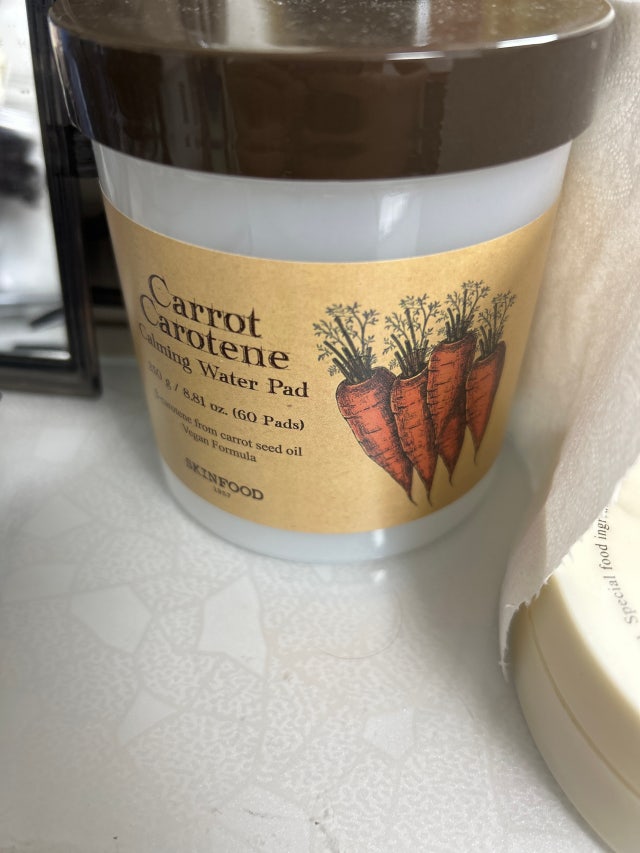 Carrot
Carotene
Calming Water Pad
g / 8.81 oz. (60 Pads)
from carrot seed oil
Vegan Formula
SKINFOOD
1957
Special food